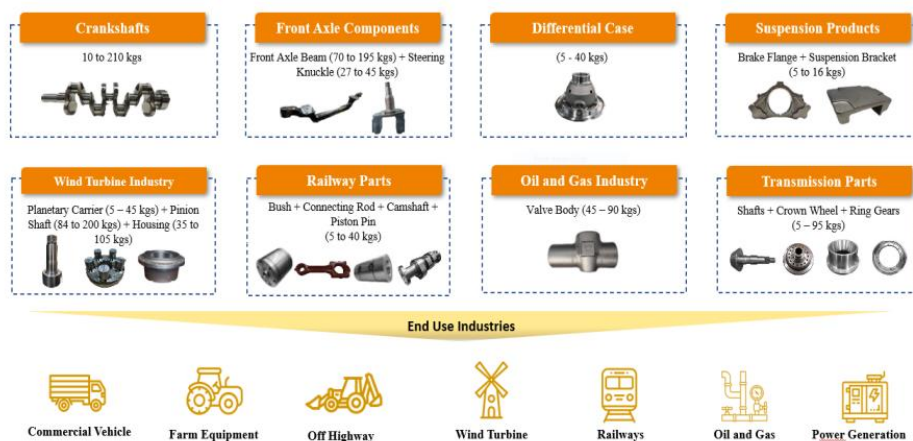 Crankshafts
10 to 210 kgs
Front Axle Components
Front Axle Beam (70 to 195 kgs) + Steering
Knuckle (27 to 45 kgs)
Differential Case
(5 - 40 kgs)
Suspension Products
Brake Flange + Suspension Bracket
(5 to 16 kgs)
Wind Turbine Industry
Planetary Carrier (5 – 45 kgs) + Pinion
Shaft (84 to 200 kgs) + Housing (35 to
105 kgs)
Railway Parts
Bush + Connecting Rod + Camshaft +
Piston Pin
(5 to 40 kgs)
Oil and Gas Industry
Valve Body (45 – 90 kgs)
Transmission Parts
Shafts + Crown Wheel + Ring Gears
(5 – 95 kgs)
End Use Industries
Commercial Vehicle
Farm Equipment
Off Highway
Wind Turbine
Railways
Oil and Gas
Power Generation